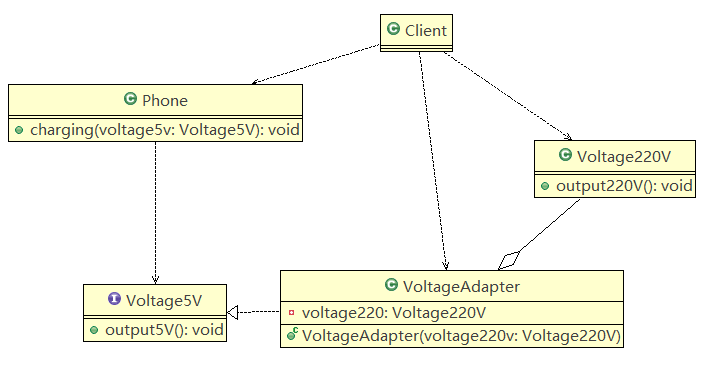 C Client
C Phone
charging(voltage5v: Voltage5V): void
C Voltage220V
output220V(): void
I Voltage5V
output5V(): void
C VoltageAdapter
voltage220: Voltage220V
C VoltageAdapter(voltage220v: Voltage220V)